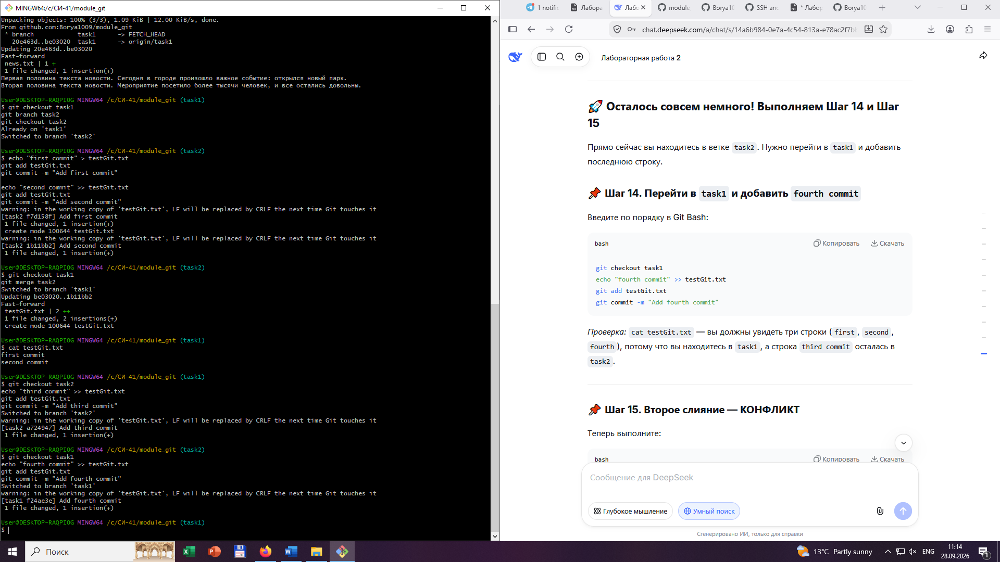 MINGW64:/c/СИ-41/module_git
Unpacking objects: 100% (3/3), 1.09 KiB | 12.00 KiB/s, done.
From github.com:Borya1009/module_git
 * branch            task1      -> FETCH_HEAD
   20e463d..be03020  task1      -> origin/task1
Updating 20e463d..be03020
Fast-forward
 news.txt | 1 +
 1 file changed, 1 insertion(+)
Первая половина текста новости. Сегодня в городе произошло важное событие: открылся новый парк.
Вторая половина текста новости. Мероприятие посетило более тысячи человек, и все остались довольны.
User@DESKTOP-RAQPIOG MINGW64 /c/СИ-41/module_git (task1)
$ git checkout task1
git branch task2
git checkout task2
Already on 'task1'
Switched to branch 'task2'
User@DESKTOP-RAQPIOG MINGW64 /c/СИ-41/module_git (task2)
$ echo "first commit" > testGit.txt
git add testGit.txt
git commit -m "Add first commit"
echo "second commit" >> testGit.txt
git add testGit.txt
git commit -m "Add second commit"
warning: in the working copy of 'testGit.txt', LF will be replaced by CRLF the next time Git touches it
[task2 f7d158f] Add first commit
 1 file changed, 1 insertion(+)
 create mode 100644 testGit.txt
warning: in the working copy of 'testGit.txt', LF will be replaced by CRLF the next time Git touches it
[task2 1b11bb2] Add second commit
 1 file changed, 1 insertion(+)
User@DESKTOP-RAQPIOG MINGW64 /c/СИ-41/module_git (task2)
$ git checkout task1
git merge task2
Switched to branch 'task1'
Updating be03020..1b11bb2
Fast-forward
 testGit.txt | 2 ++
 1 file changed, 2 insertions(+)
 create mode 100644 testGit.txt
User@DESKTOP-RAQPIOG MINGW64 /c/СИ-41/module_git (task1)
$ cat testGit.txt
first commit
second commit
User@DESKTOP-RAQPIOG MINGW64 /c/СИ-41/module_git (task1)
$ git checkout task2
echo "third commit" >> testGit.txt
git add testGit.txt
git commit -m "Add third commit"
Switched to branch 'task2'
warning: in the working copy of 'testGit.txt', LF will be replaced by CRLF the next time Git touches it
[task2 a724947] Add third commit
 1 file changed, 1 insertion(+)
User@DESKTOP-RAQPIOG MINGW64 /c/СИ-41/module_git (task2)
$ git checkout task1
echo "fourth commit" >> testGit.txt
git add testGit.txt
git commit -m "Add fourth commit"
Switched to branch 'task1'
warning: in the working copy of 'testGit.txt', LF will be replaced by CRLF the next time Git touches it
[task1 f24ae3e] Add fourth commit
 1 file changed, 1 insertion(+)
User@DESKTOP-RAQPIOG MINGW64 /c/СИ-41/module_git (task1)
$
1 notific
Лабора
Лабо
module
Borya10
SSH and
* Лабор
Borya10
chat.deepseek.com/a/chat/s/14a6b984-0e7a-4c54-813a-e78ac2f7b
Лабораторная работа 2
🚀 Осталось совсем немного! Выполняем Шаг 14 и Шаг
15
Прямо сейчас вы находитесь в ветке task2. Нужно перейти в task1 и добавить
последнюю строку.
📌 Шаг 14. Перейти в task1 и добавить fourth commit
Введите по порядку в Git Bash:
bash
Копировать
Скачать
git checkout task1
echo "fourth commit" >> testGit.txt
git add testGit.txt
git commit -m "Add fourth commit"
Проверка: cat testGit.txt — вы должны увидеть три строки (first, second,
fourth), потому что вы находитесь в task1, а строка third commit осталась в
task2.
📌 Шаг 15. Второе слияние — КОНФЛИКТ
Теперь выполните:
bash
Копировать
Скачать
Сообщение для DeepSeek
Глубокое мышление
Умный поиск
Сгенерировано ИИ, только для справки
Поиск
13°C Partly sunny
ENG
11:14
28.09.2026
1